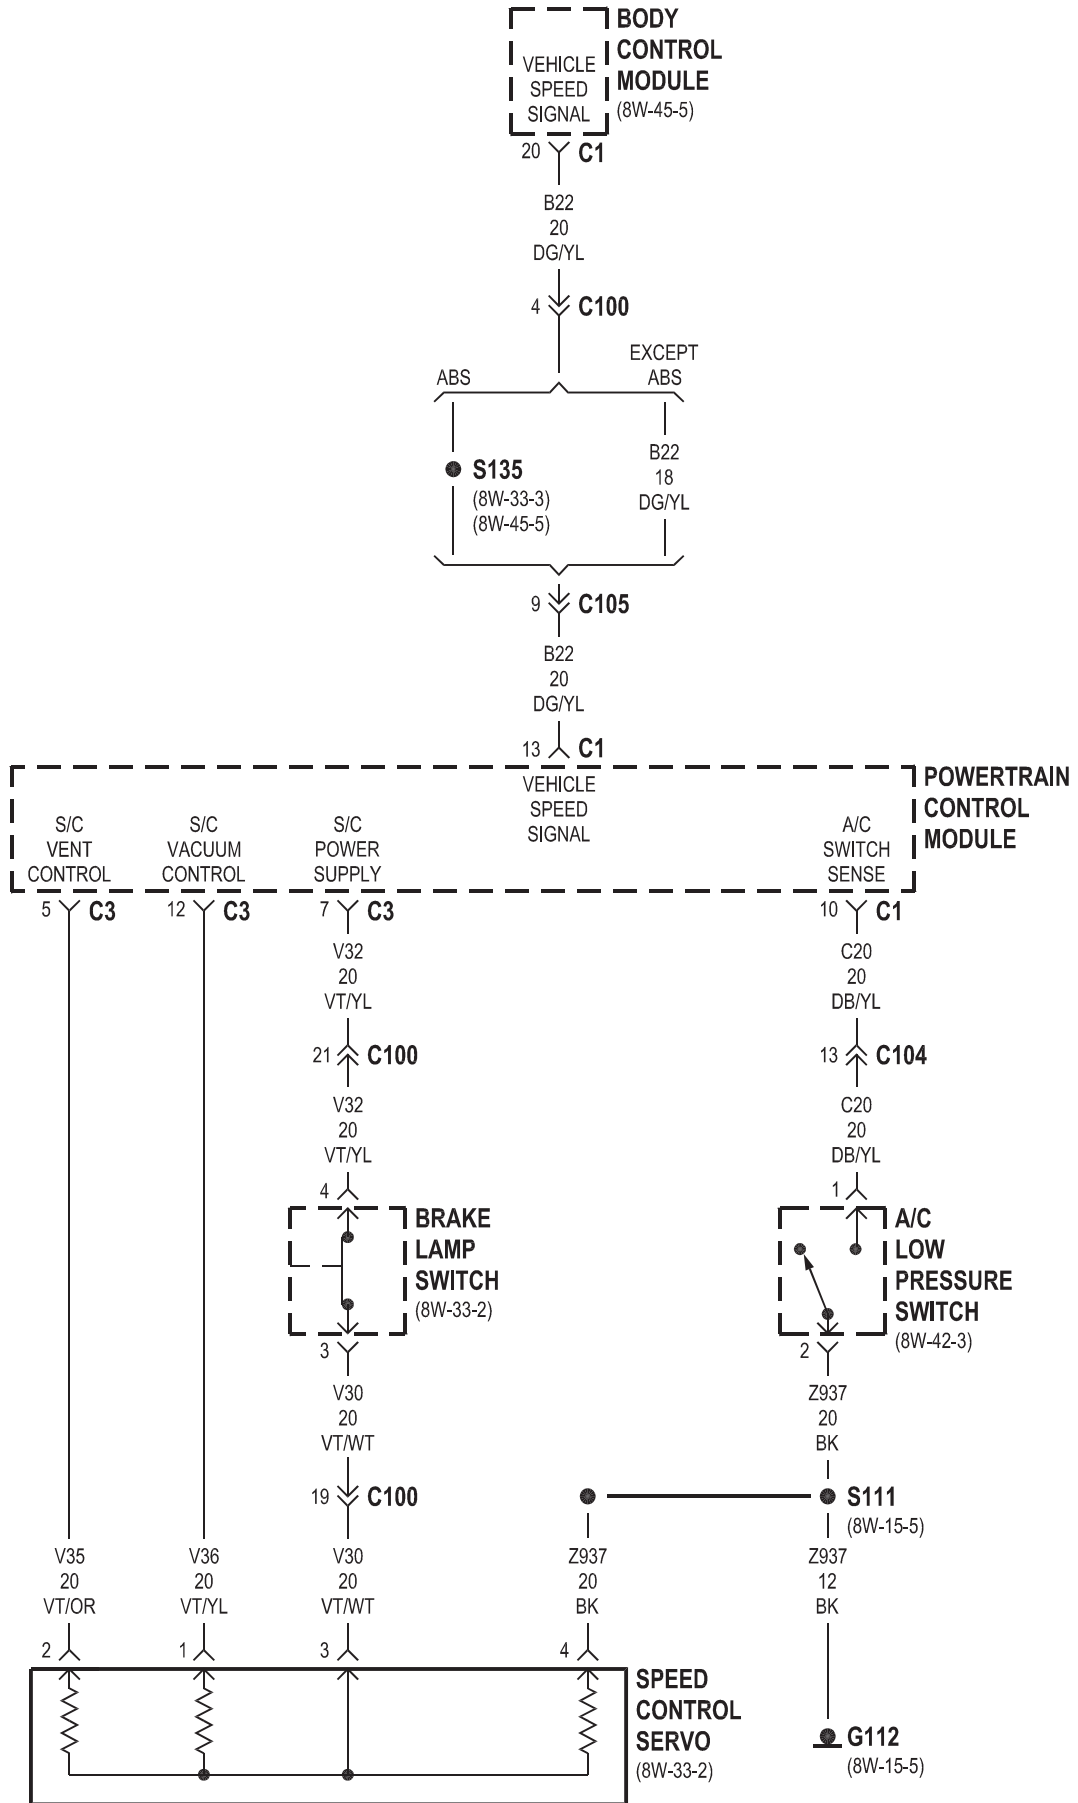 BODY
CONTROL
MODULE
(8W-45-5)
VEHICLE
SPEED
SIGNAL
20
C1
B22
20
DG/YL
4
C100
ABS
EXCEPT
ABS
S135
(8W-33-3)
(8W-45-5)
B22
18
DG/YL
9
C105
B22
20
DG/YL
13
C1
VEHICLE
SPEED
SIGNAL
POWERTRAIN
CONTROL
MODULE
S/C
VENT
CONTROL
S/C
VACUUM
CONTROL
S/C
POWER
SUPPLY
A/C
SWITCH
SENSE
5
C3
12
C3
7
C3
10
C1
V32
20
VT/YL
C20
20
DB/YL
21
C100
13
C104
V32
20
VT/YL
C20
20
DB/YL
4
1
BRAKE
LAMP
SWITCH
(8W-33-2)
A/C
LOW
PRESSURE
SWITCH
(8W-42-3)
3
2
V30
20
VT/WT
Z937
20
BK
19
C100
S111
(8W-15-5)
V35
20
VT/OR
V36
20
VT/YL
V30
20
VT/WT
Z937
20
BK
Z937
12
BK
2
1
3
4
SPEED
CONTROL
SERVO
(8W-33-2)
G112
(8W-15-5)